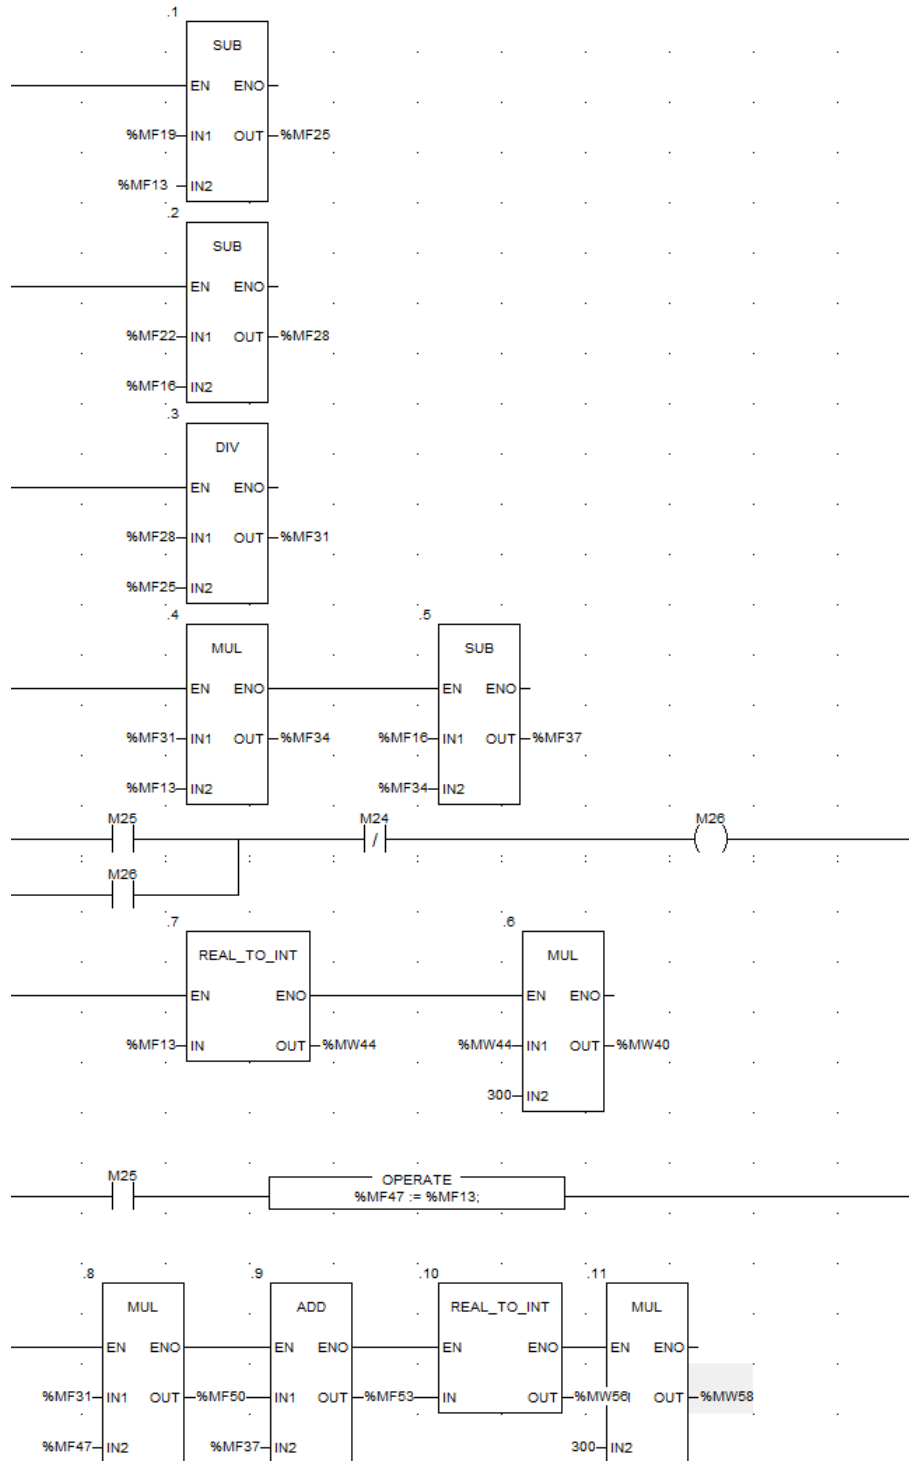 .1
SUB
EN ENO
%MF19 IN1 OUT %MF25
%MF13 IN2
.2
SUB
EN ENO
%MF22 IN1 OUT %MF28
%MF16 IN2
.3
DIV
EN ENO
%MF28 IN1 OUT %MF31
%MF25 IN2
.4 .5
MUL SUB
EN ENO EN ENO
%MF31 IN1 OUT %MF34 %MF16 IN1 OUT %MF37
%MF13 IN2 %MF34 IN2
M25 M24 M26
/
M26
.7 .6
REAL_TO_INT MUL
EN ENO EN ENO
%MF13 IN OUT %MW44 %MW44 IN1 OUT %MW40
300 IN2
M25 OPERATE
%MF47 := %MF13;
.8 .9 .10 .11
MUL ADD REAL_TO_INT MUL
EN ENO EN ENO EN ENO EN ENO
%MF31 IN1 OUT %MF50 IN1 OUT %MF53 IN OUT %MW56 OUT %MW58
%MF47 IN2 %MF37 IN2 300 IN2